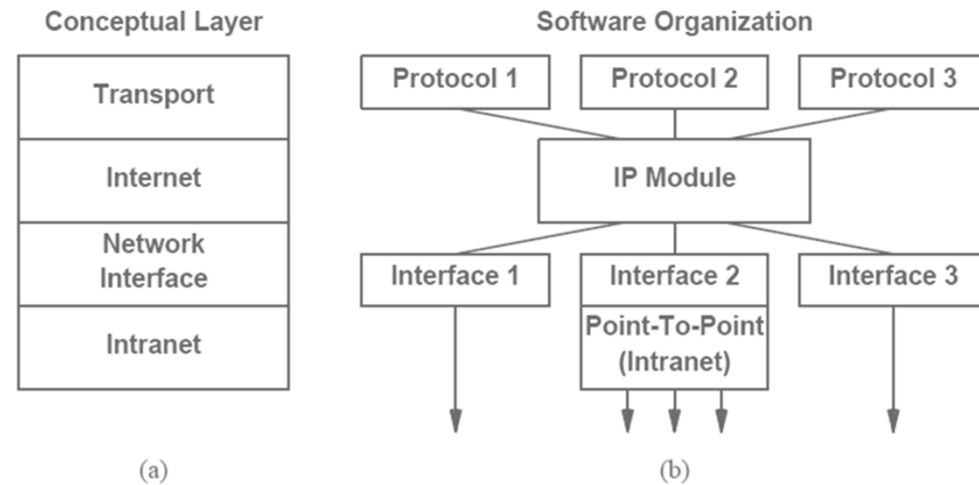 Conceptual Layer
Transport
Internet
Network
Interface
Intranet
(a)
Software Organization
Protocol 1
Protocol 2
Protocol 3
IP Module
Interface 1
Interface 2
Interface 3
Point-To-Point
(Intranet)
(b)